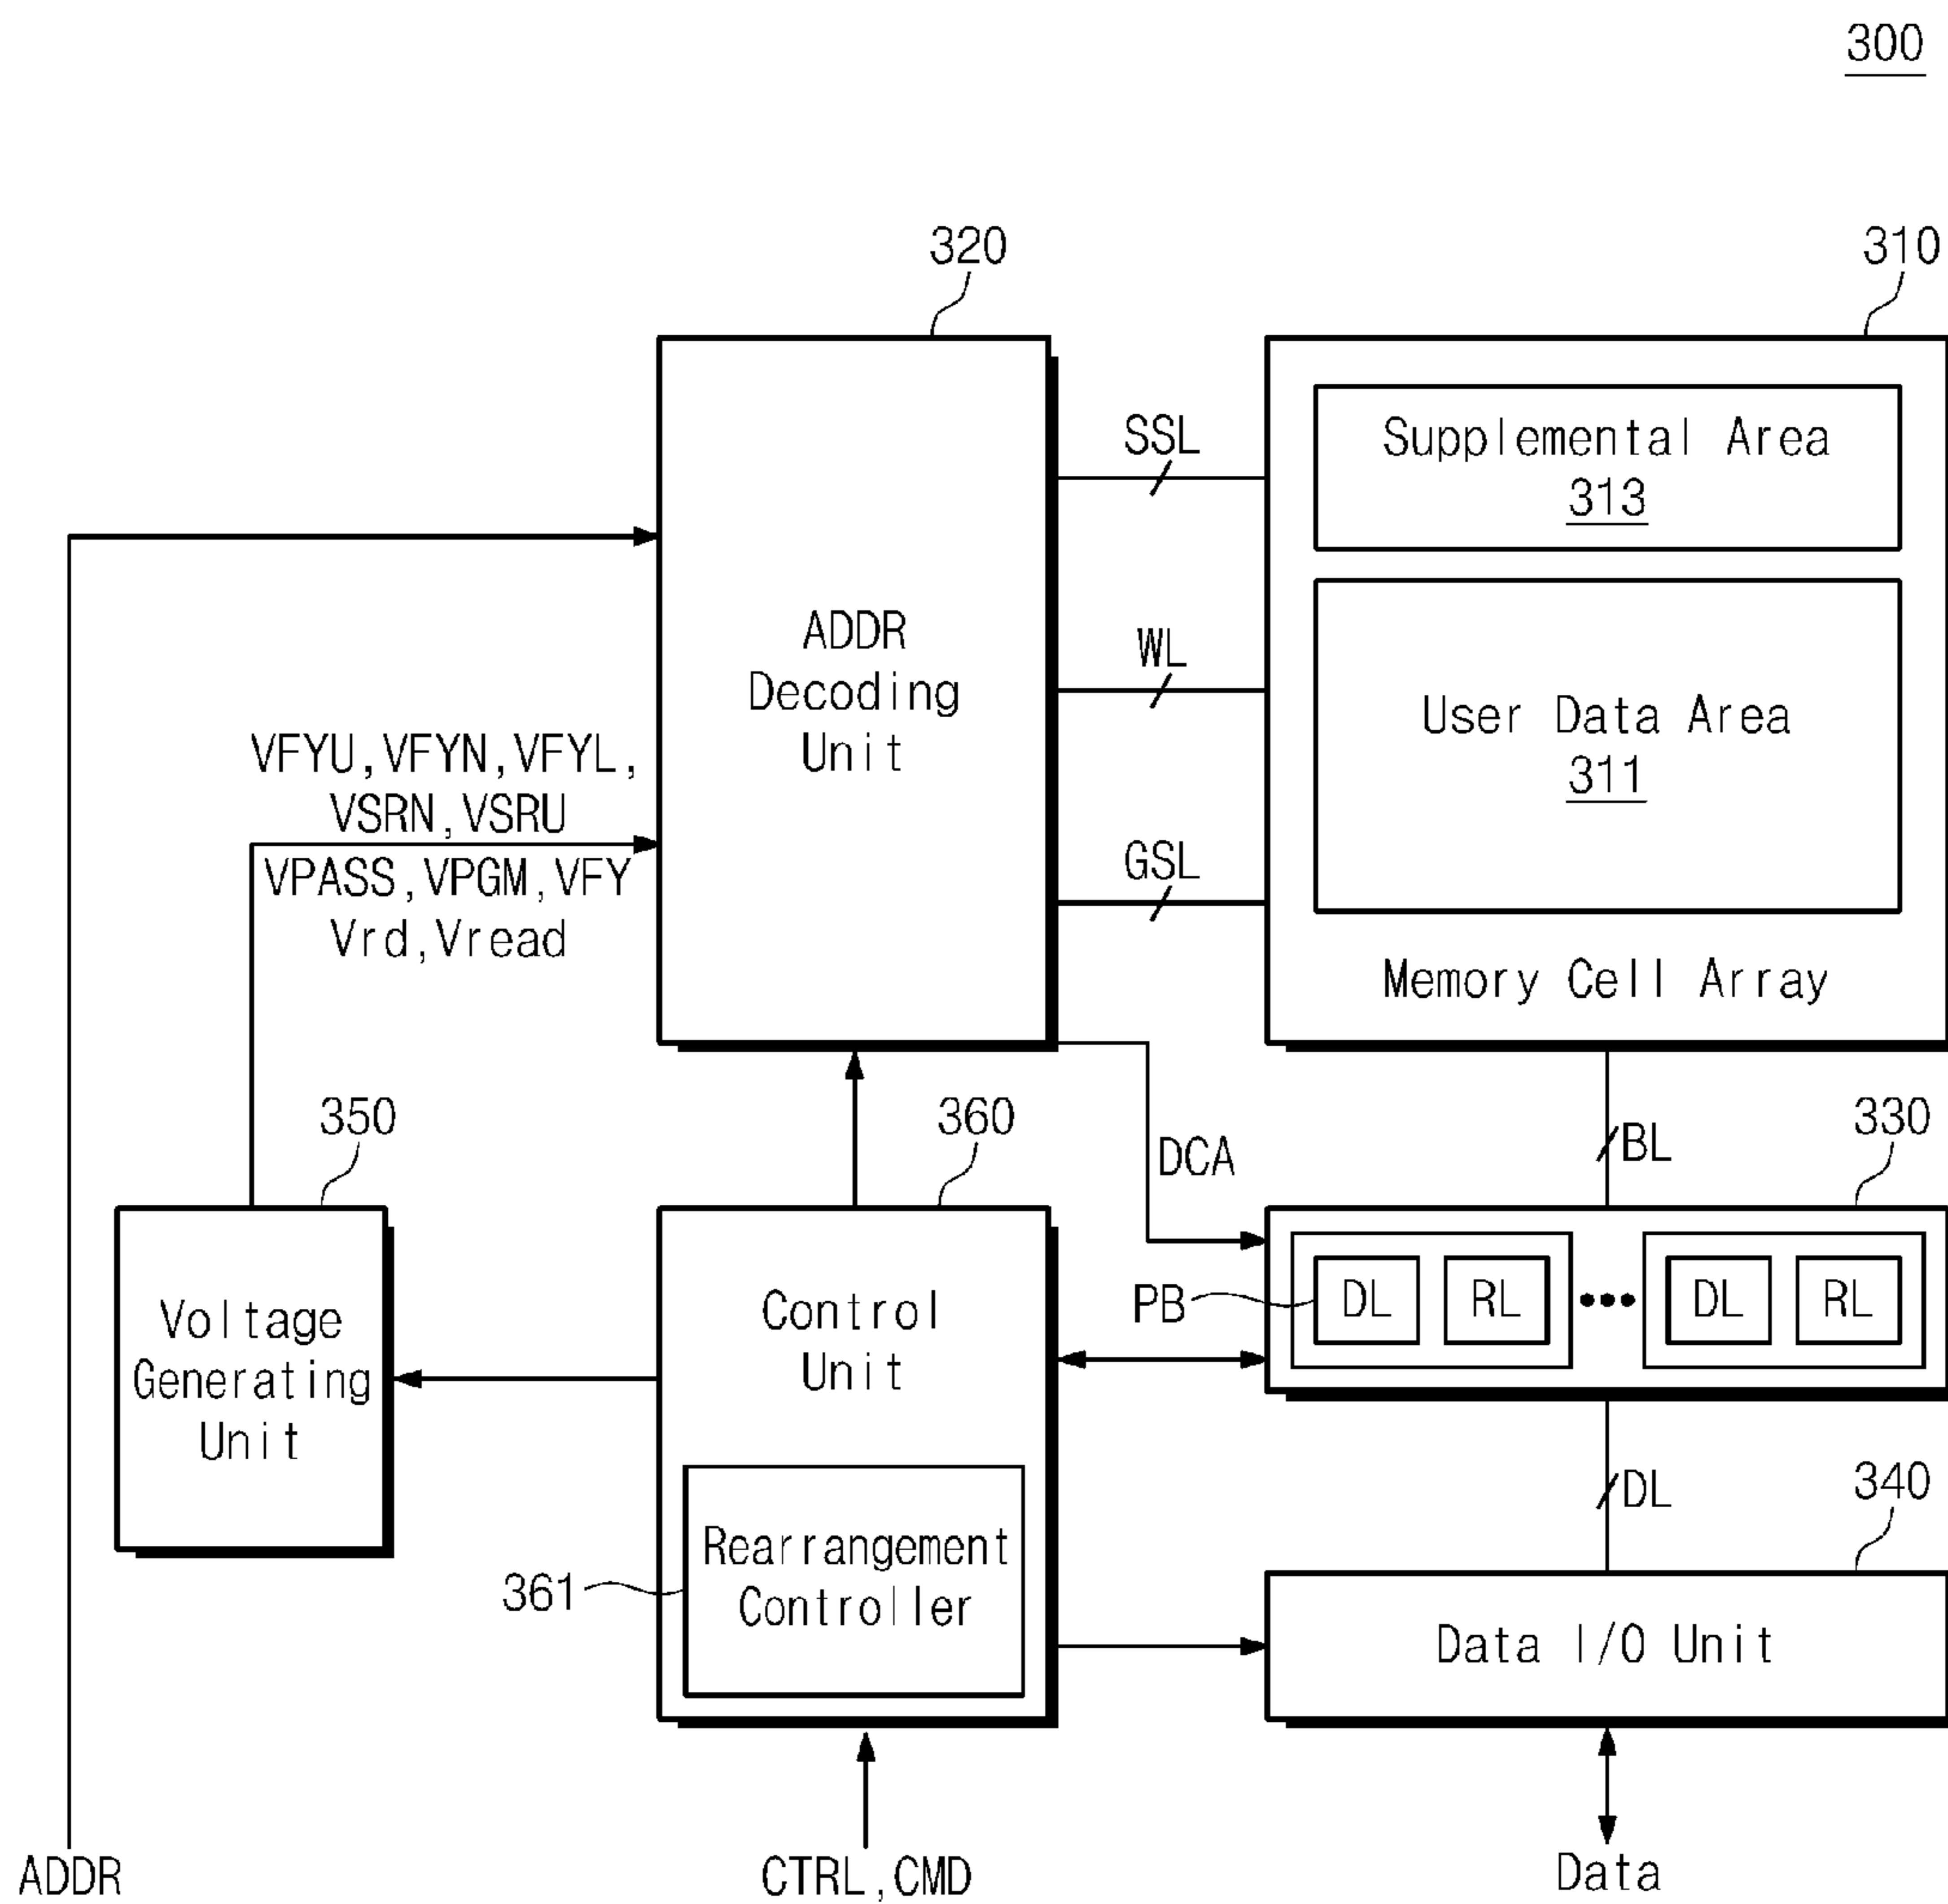 300
320
310
SSL
Supplemental Area
313
ADDR
Decoding
Unit
WL
User Data Area
311
VFYU,VFYN,VFYL,
VSRN,VSRU
VPASS,VPGM,VFY
Vrd,Vread
GSL
Memory Cell Array
350
360
DCA
BL
330
Voltage
Generating
Unit
Control
Unit
PB
DL
RL
•••
DL
RL
DL
340
361
Rearrangement
Controller
Data I/O Unit
ADDR
CTRL,CMD
Data